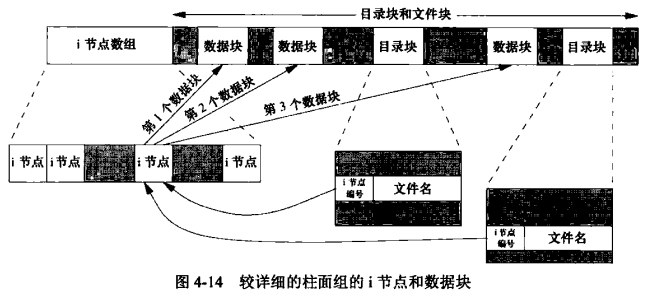 目录块和文件块
i 节点数组
数据块
数据块
目录块
数据块
目录块
第 1 个数据块
第 2 个数据块
第 3 个数据块
i 节点
i 节点
i 节点
i 节点
i 节点
编号
文件名
i 节点
编号
文件名
图 4-14 较详细的柱面组的 i 节点和数据块